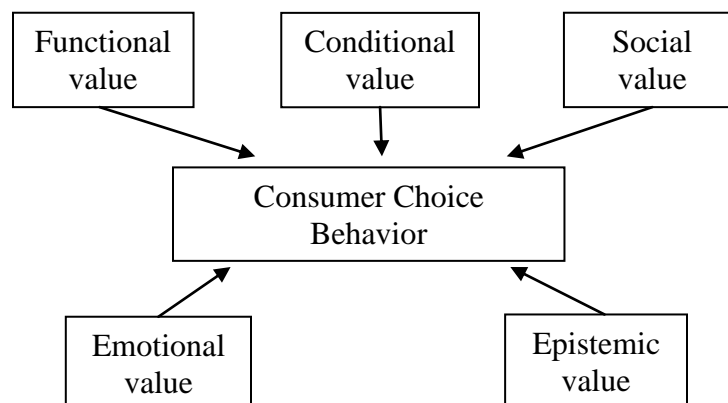 Functional
value
Conditional
value
Social
value
Consumer Choice
Behavior
Emotional
value
Epistemic
value